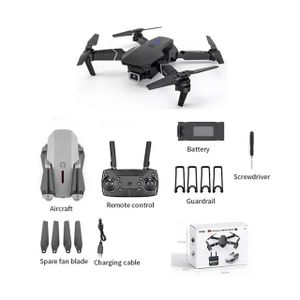 Battery
Screwdriver
Aircraft
Remote control
Guardrail
Spare fan blade
Charging cable